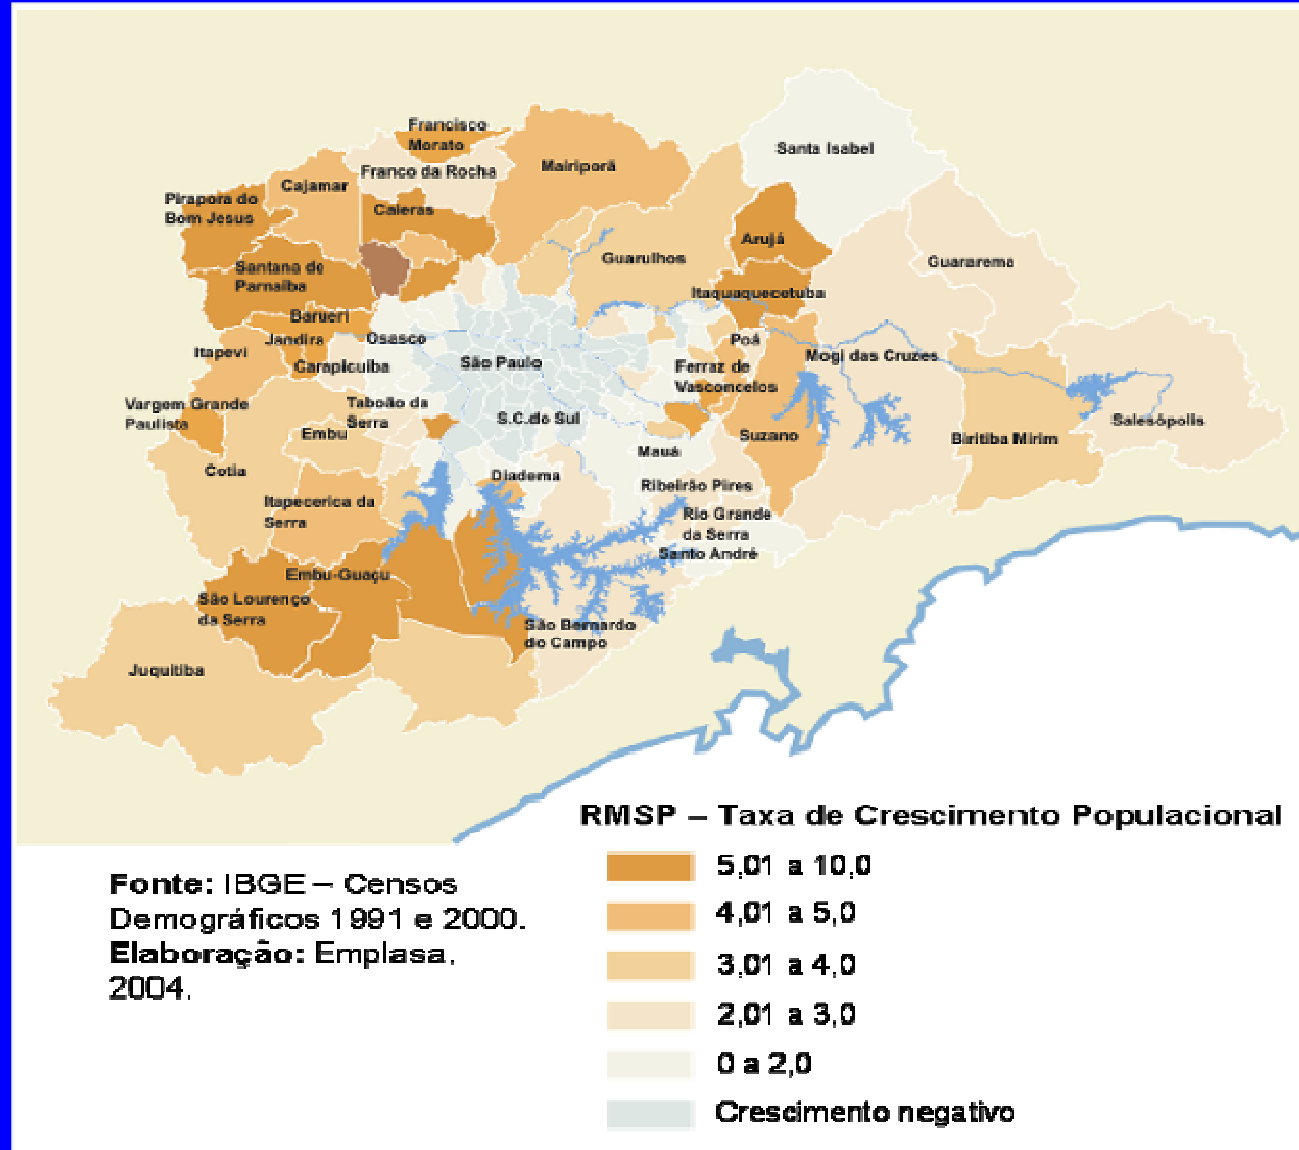 Francisco
Morato
Santa Isabel
Mairiporã
Franco da Rocha
Cajamar
Pirapora do
Bom Jesus
Caieras
Arujá
Guarulhos
Guararema
Santana de
Parnaíba
Itaquaquecetuba
Barueri
Jandira
Osasco
Poá
Itapevi
Mogi das Cruzes
São Paulo
Carapicuiba
Ferraz de
Vasconcelos
Vargem Grande
Paulista
Taboão da
Serra
S.C.do Sul
Salesópolis
Embu
Suzano
Biritiba Mirim
Mauá
Cotia
Diadema
Ribeirão Pires
Itapecerica da
Serra
Rio Grande
da Serra
Santo André
Embu-Guaçu
São Lourenço
da Serra
São Bernardo
do Campo
Juquitiba
RMSP – Taxa de Crescimento Populacional
5,01 a 10,0
4,01 a 5,0
3,01 a 4,0
2,01 a 3,0
0 a 2,0
Crescimento negativo
Fonte: IBGE – Censos
Demográficos 1991 e 2000.
Elaboração: Emplasa,
2004.